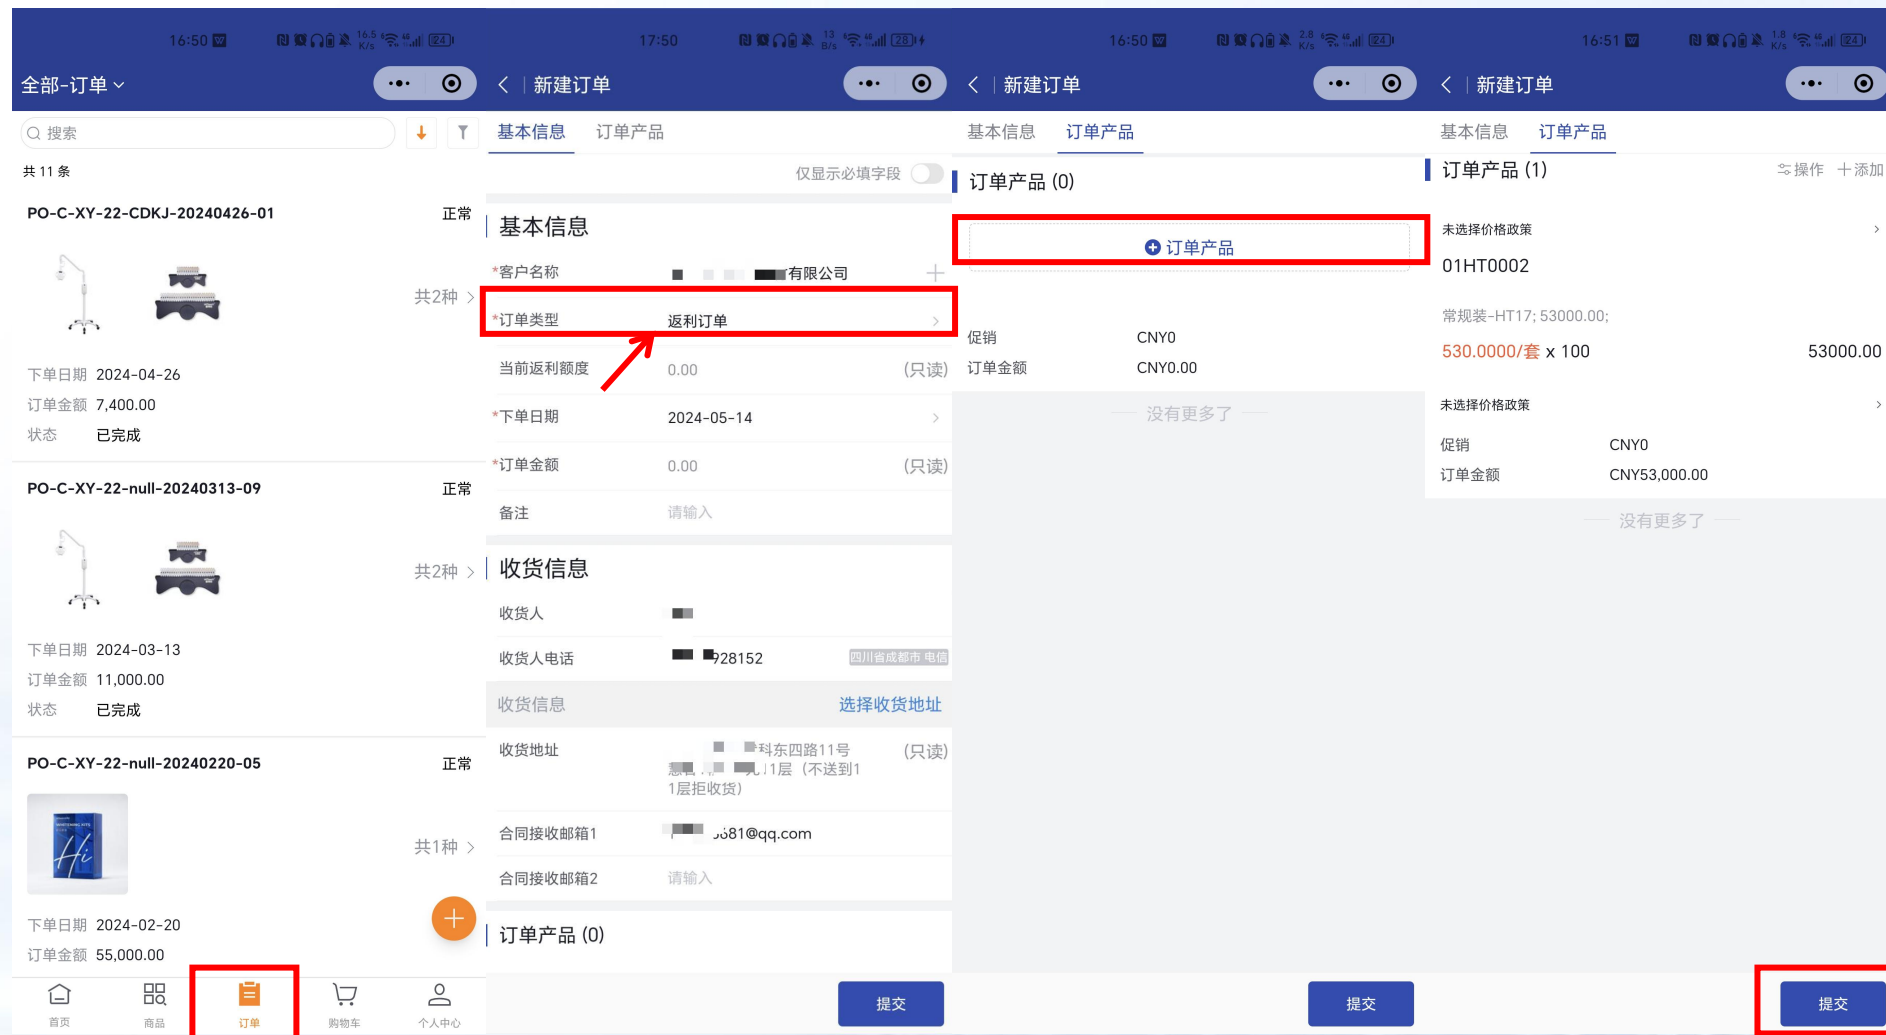 16:50
16.5 K/s
24
全部-订单
搜索
共 11 条
PO-C-XY-22-CDKJ-20240426-01
正常
共2种 >
下单日期 2024-04-26
订单金额 7,400.00
状态 已完成
PO-C-XY-22-null-20240313-09
正常
共2种 >
下单日期 2024-03-13
订单金额 11,000.00
状态 已完成
PO-C-XY-22-null-20240220-05
正常
Hi
共1种 >
下单日期 2024-02-20
订单金额 55,000.00
首页
商品
订单
购物车
个人中心
17:50
13 B/s
28
新建订单
基本信息 订单产品
仅显示必填字段
基本信息
*客户名称 有限公司
*订单类型 返利订单
当前返利额度 0.00 (只读)
*下单日期 2024-05-14
*订单金额 0.00 (只读)
备注 请输入
收货信息
收货人
收货人电话 928152 四川省成都市 电信
收货信息 选择收货地址
收货地址 科东四路11号 (只读)
11层（不送到1
1层拒收货）
合同接收邮箱1 681@qq.com
合同接收邮箱2 请输入
订单产品 (0)
提交
16:50
2.8 K/s
24
新建订单
基本信息 订单产品
订单产品 (0)
订单产品
促销 CNY0
订单金额 CNY0.00
没有更多了
提交
16:51
1.8 K/s
24
新建订单
基本信息 订单产品
订单产品 (1) 操作 添加
未选择价格政策
01HT0002
常规装-HT17; 53000.00;
530.0000/套 x 100 53000.00
未选择价格政策
促销 CNY0
订单金额 CNY53,000.00
没有更多了
提交